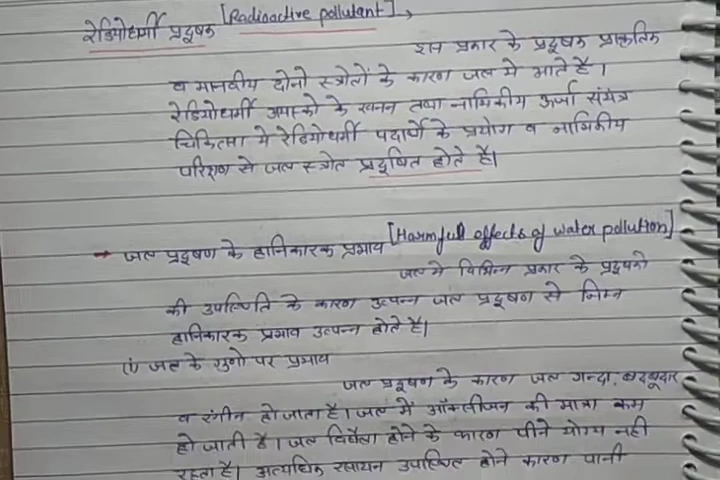 रेडियोधर्मी प्रदूषक [Radioactive pollutant] →
इस प्रकार के प्रदूषक प्राकृतिक
व मानवीय दोनो स्त्रोतों के कारण जल मे आते है।
रेडियोधर्मी अयस्को के खनन तथा नाभिकीय ऊर्जा संयंत्र
चिकित्सा मे रेडियोधर्मी पदार्थो के प्रयोग व नाभिकीय
परिक्षण से जल स्त्रोत प्रदूषित होते है।
→ जल प्रदूषण के हानिकारक प्रभाव [Harmfull effects of water pollution]
जल मे विभिन्न प्रकार के प्रदूषको
की उपस्थिति के कारण उत्पन्न जल प्रदूषण से निम्न
हानिकारक प्रभाव उत्पन्न होते है।
(i) जल के गुणो पर प्रभाव
जल प्रदूषण के कारण जल गन्दा, बदबूदार
व रंगीन हो जाता है। जल में ऑक्सीजन की मात्रा कम
हो जाती है। जल विषैला होने के कारण पीने योग्य नही
रहता है। अत्यधिक रसायन उपस्थित होने कारण पानी